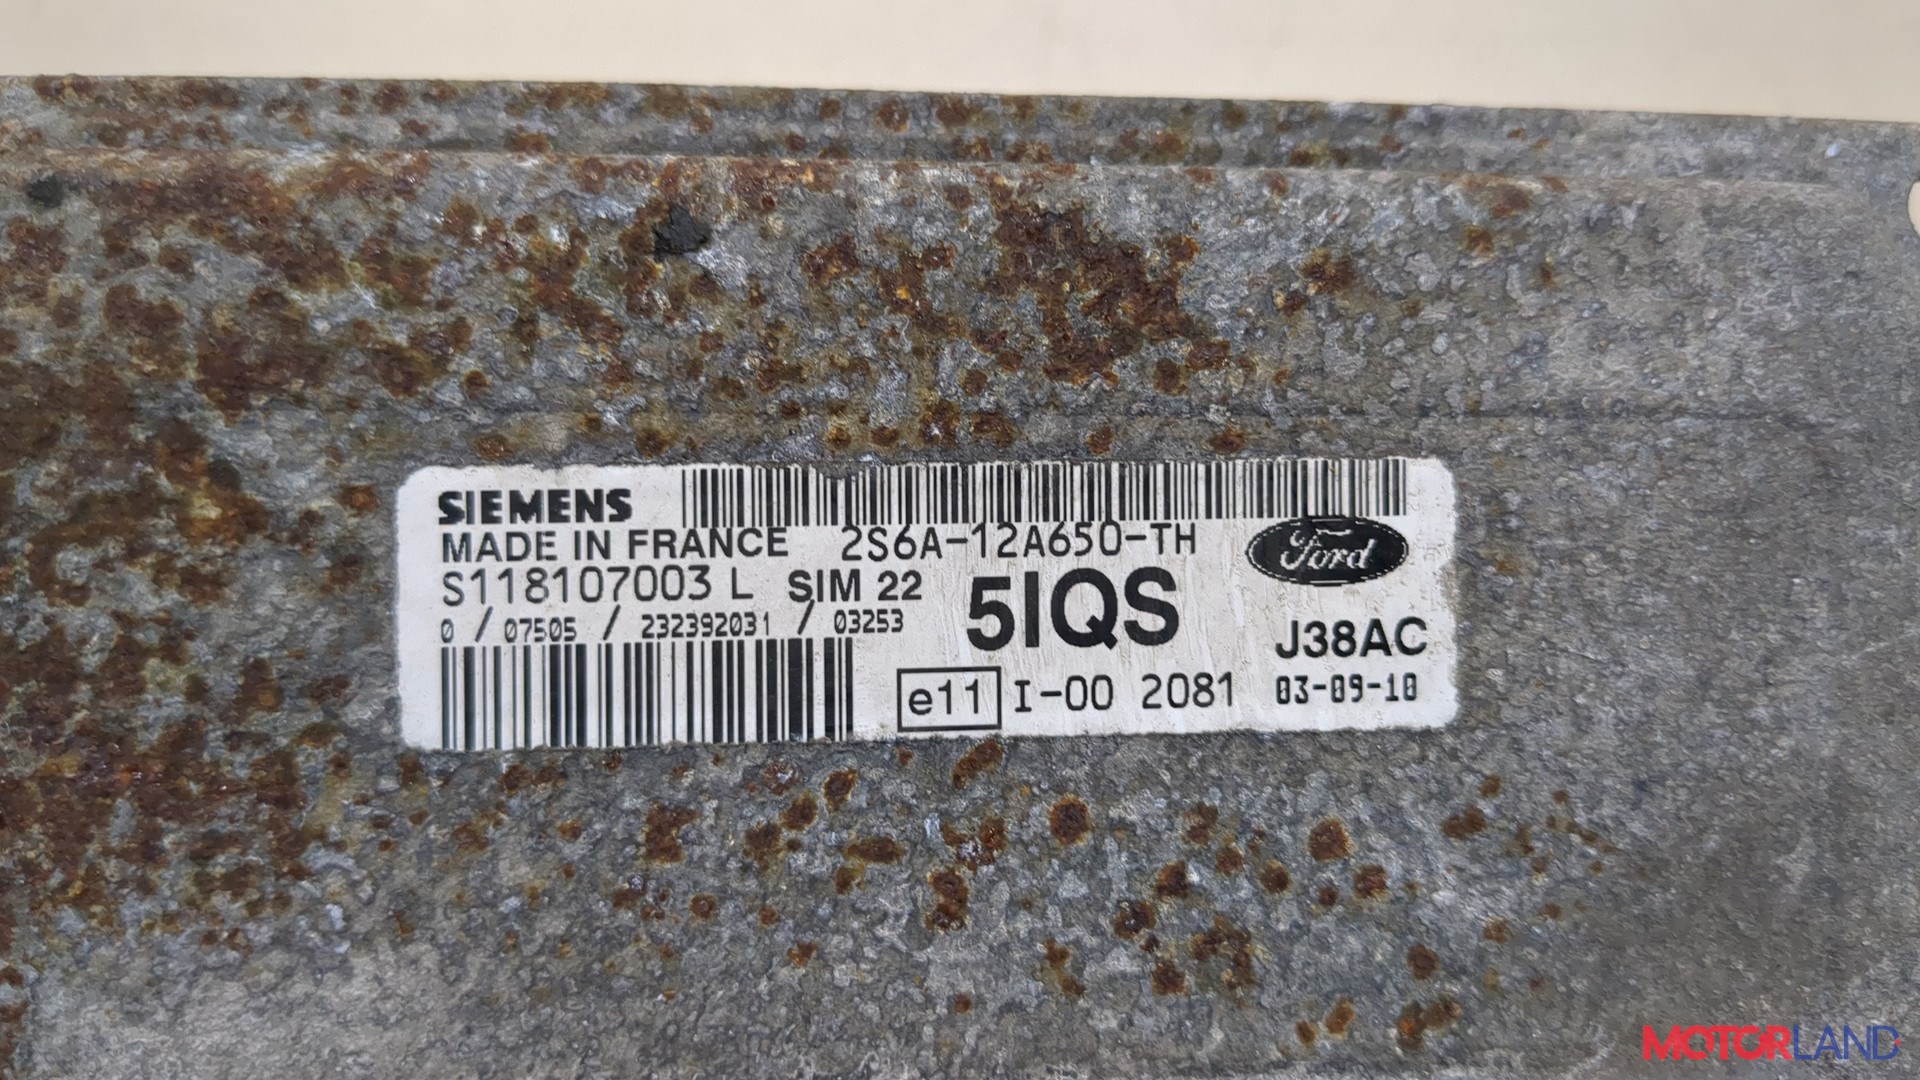 SIEMENS
MADE IN FRANCE 2S6A-12A650-TH
Ford
S118107003 L SIM 22
5IQS
0 / 07505 / 232392031 / 03253
J38AC
e11 I-00 2081 03-09-10
MOTORLAND